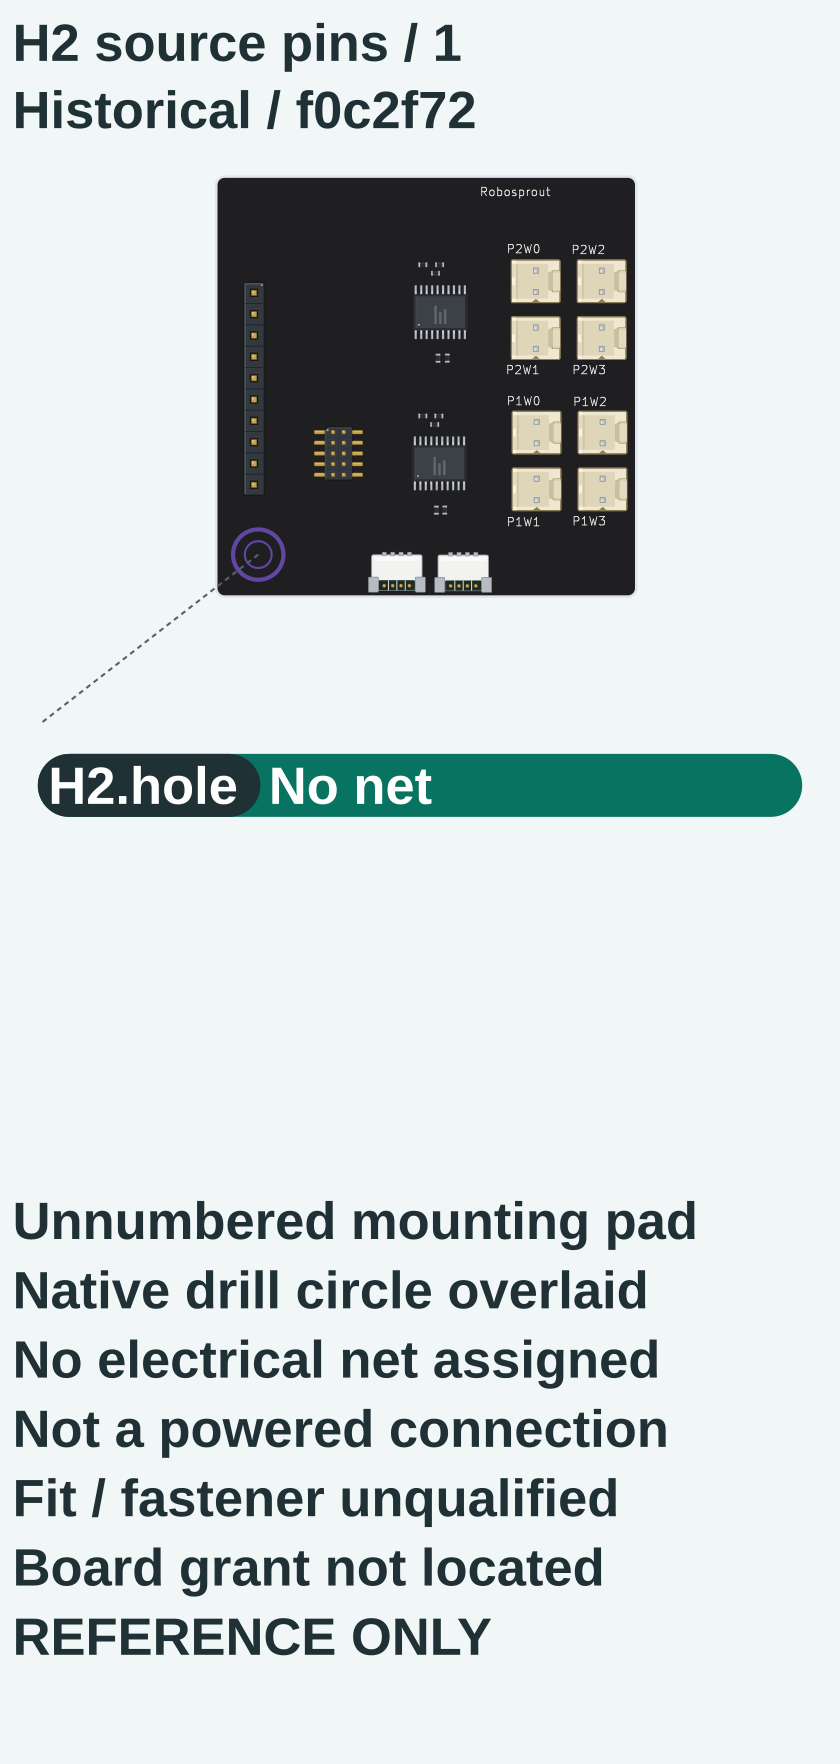 H2 source pins / 1
Historical / f0c2f72
Robosprout
P2W0 P2W2
P2W1 P2W3
P1W0 P1W2
P1W1 P1W3
H2.hole No net
Unnumbered mounting pad
Native drill circle overlaid
No electrical net assigned
Not a powered connection
Fit / fastener unqualified
Board grant not located
REFERENCE ONLY